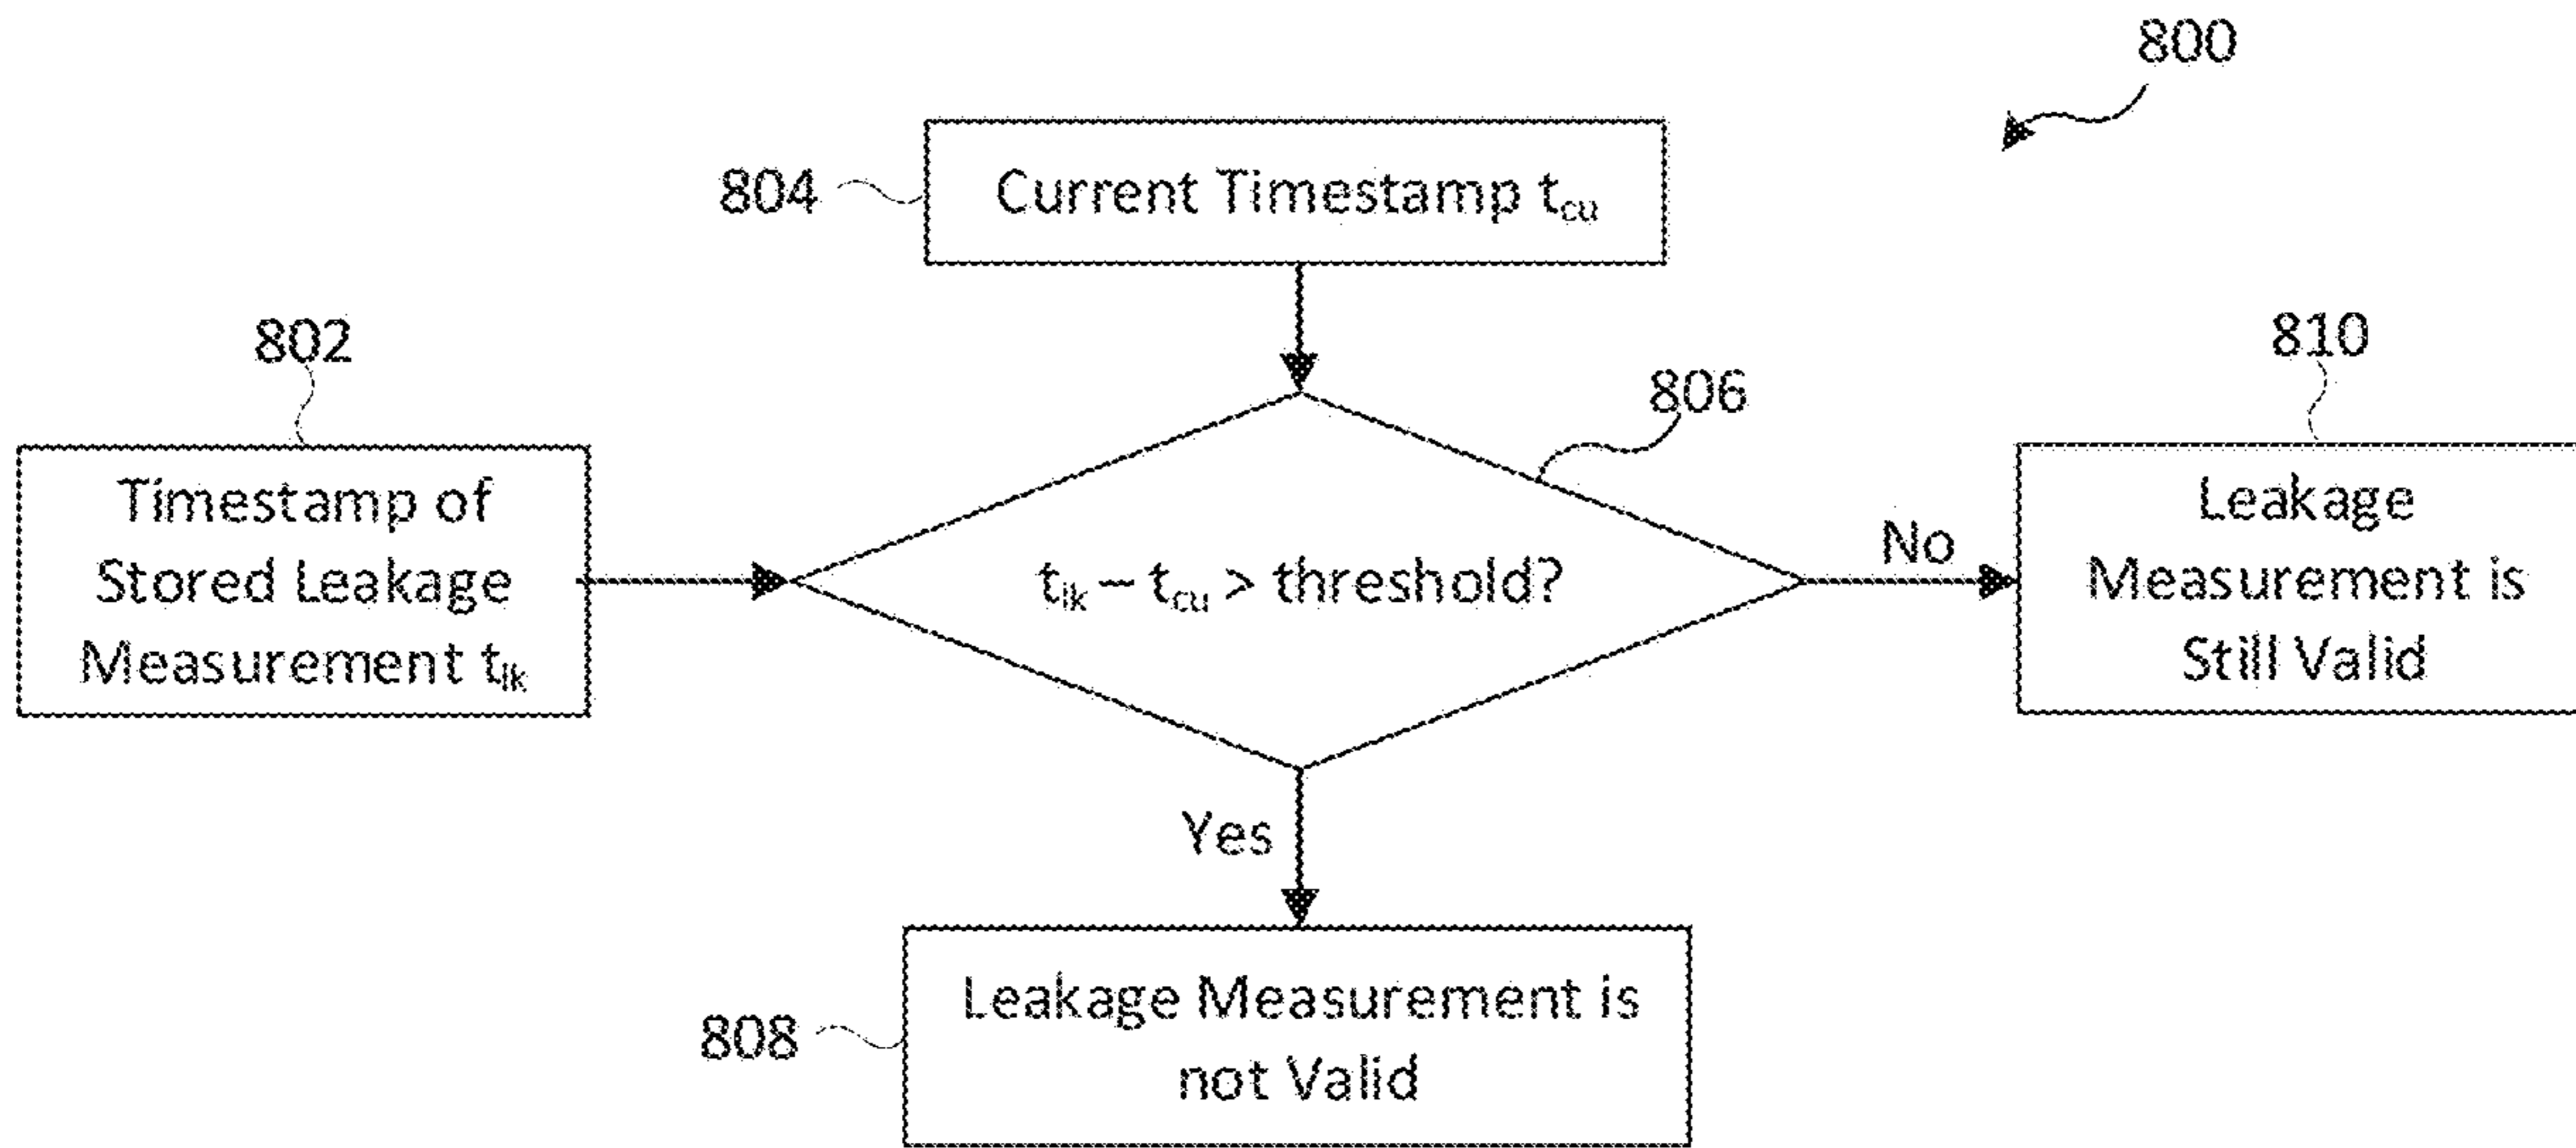 800
804
Current Timestamp tcu
802
810
806
Timestamp of
Stored Leakage
Measurement tlk
tlk – tcu > threshold?
No
Leakage
Measurement is
Still Valid
Yes
808
Leakage Measurement is
not Valid